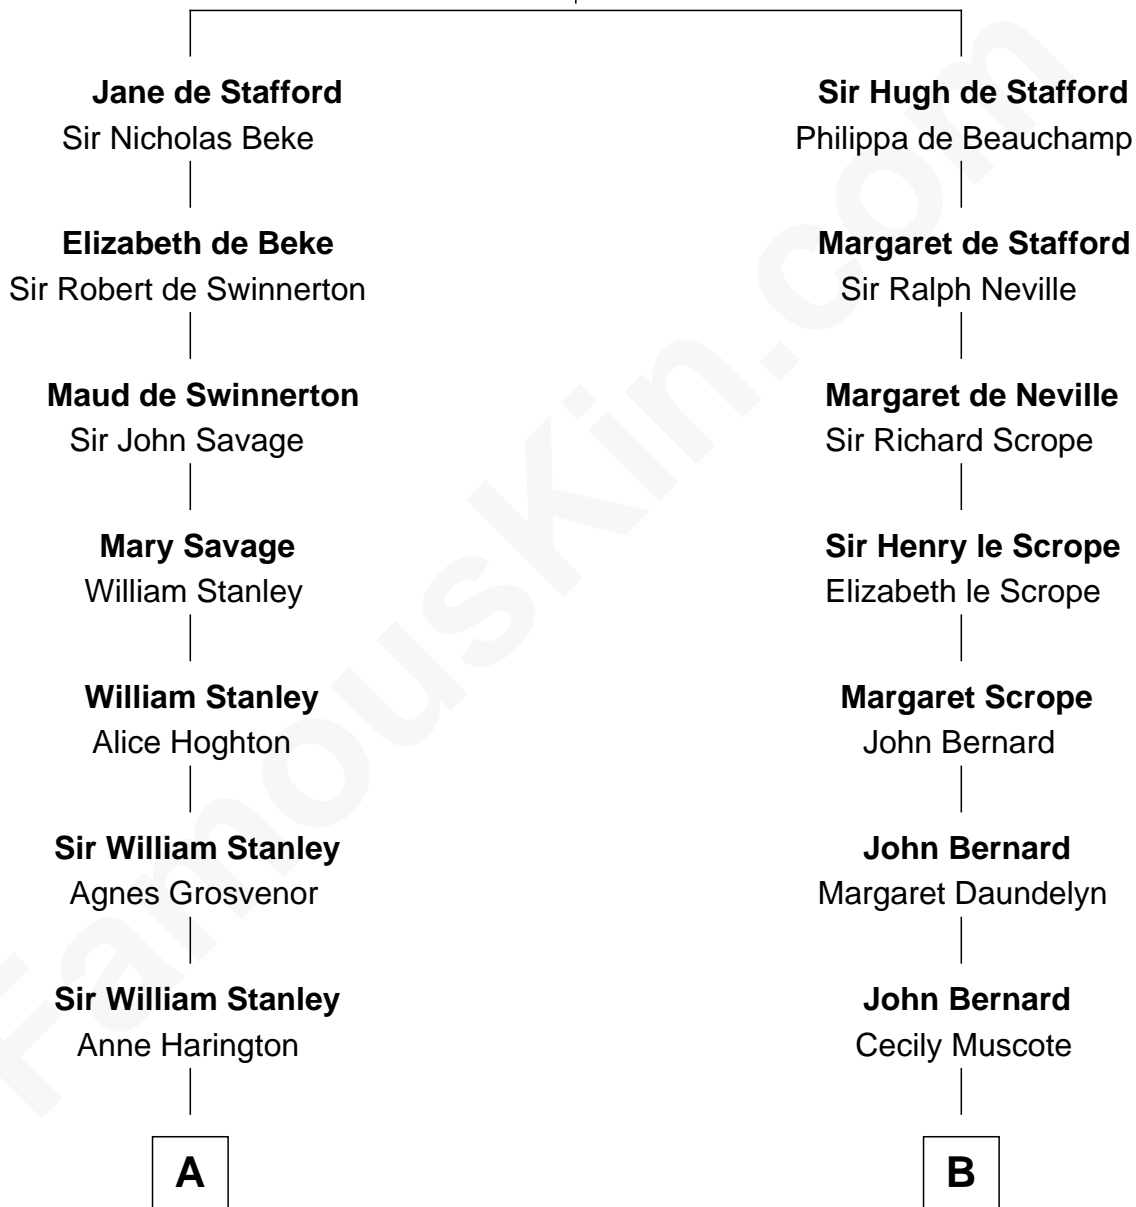 Jane de Stafford
Sir Nicholas Beke
Elizabeth de Beke
Sir Robert de Swinnerton
Maud de Swinnerton
Sir John Savage
Mary Savage
William Stanley
William Stanley
Alice Hoghton
Sir William Stanley
Agnes Grosvenor
Sir William Stanley
Anne Harington
A
Sir Hugh de Stafford
Philippa de Beauchamp
Margaret de Stafford
Sir Ralph Neville
Margaret de Neville
Sir Richard Scrope
Sir Henry le Scrope
Elizabeth le Scrope
Margaret Scrope
John Bernard
John Bernard
Margaret Daundelyn
John Bernard
Cecily Muscote
B
FamousKin.com